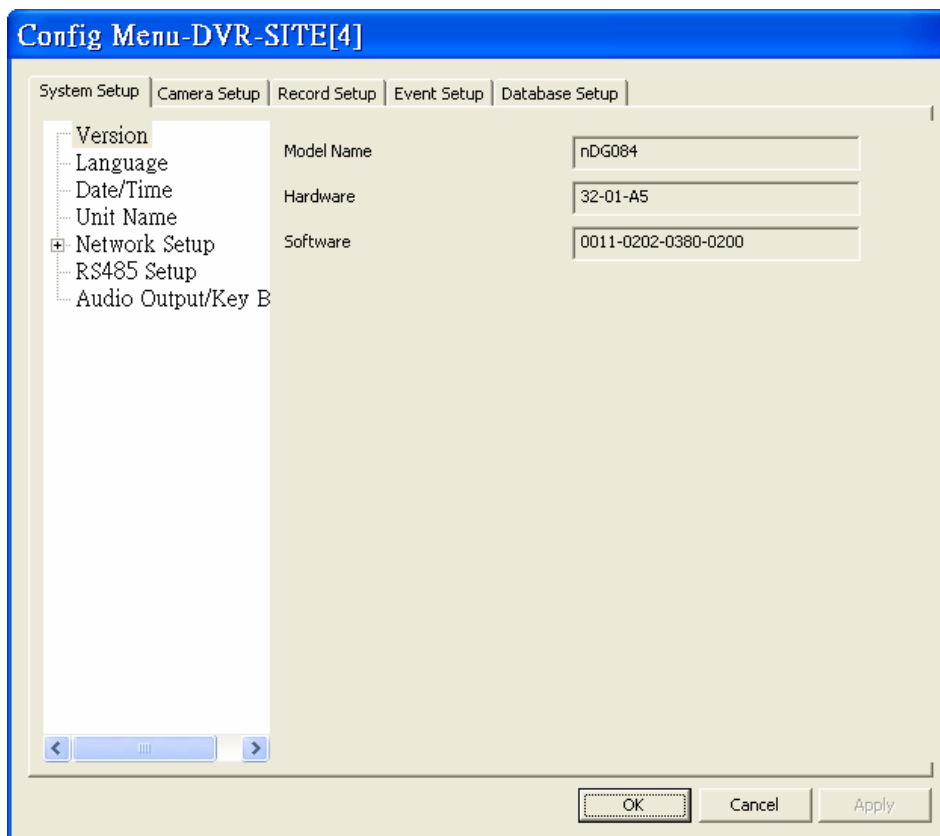 Config Menu-DVR-SITE[4]
System Setup
Camera Setup
Record Setup
Event Setup
Database Setup
Version
Language
Date/Time
Unit Name
Network Setup
RS485 Setup
Audio Output/Key B
Model Name
nDG084
Hardware
32-01-A5
Software
0011-0202-0380-0200
OK
Cancel
Apply